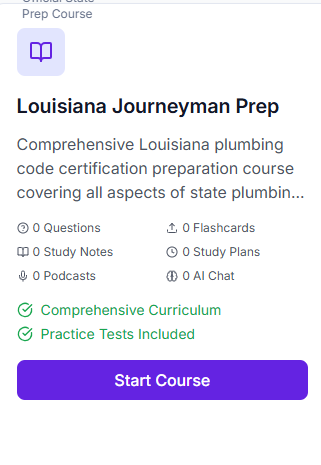 Prep Course
Louisiana Journeyman Prep
Comprehensive Louisiana plumbing
code certification preparation course
covering all aspects of state plumbin...
0 Questions
0 Flashcards
0 Study Notes
0 Study Plans
0 Podcasts
0 AI Chat
Comprehensive Curriculum
Practice Tests Included
Start Course